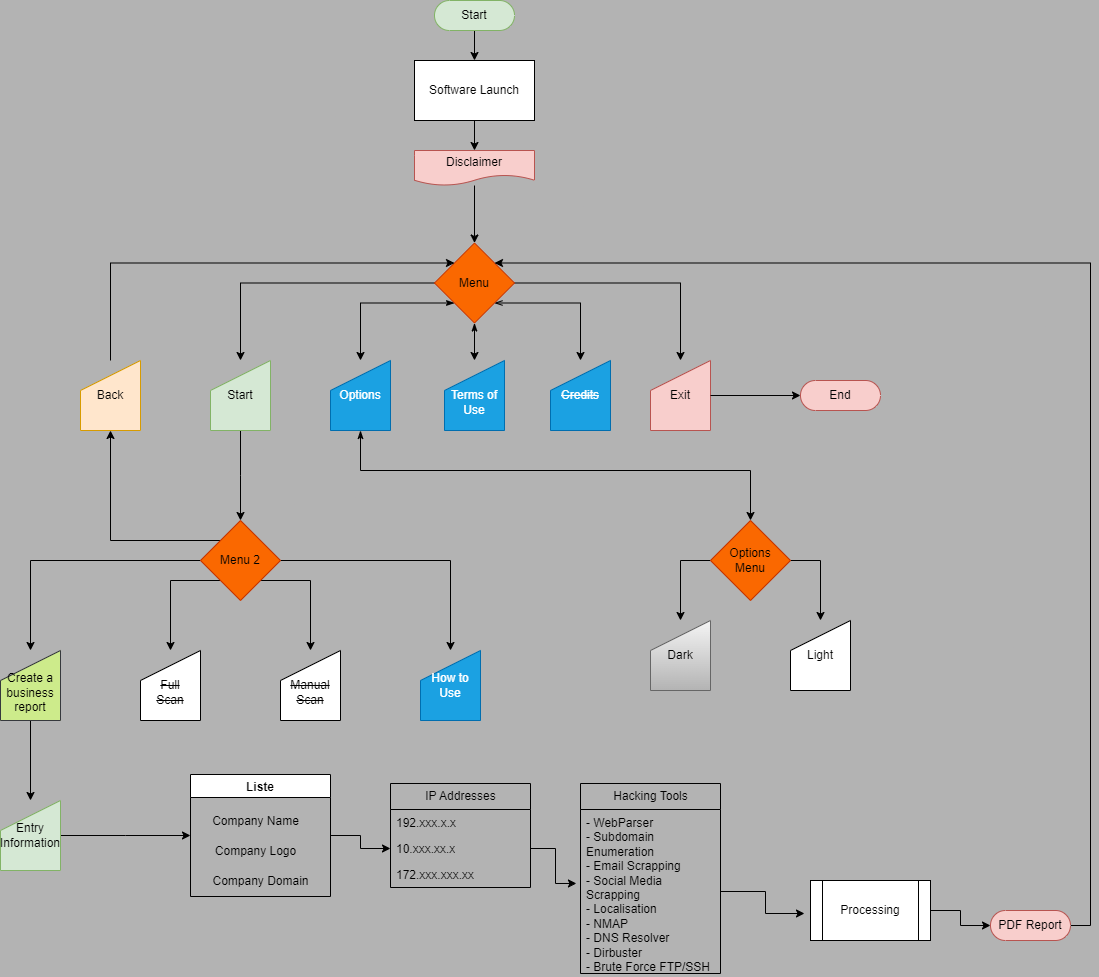 Start
Software Launch
Disclaimer
Menu
Back
Start
Options
Terms of
Use
Credits
Exit
End
Menu 2
Options
Menu
Create a
business
report
Full
Scan
Manual
Scan
How to
Use
Dark
Light
Entry
Information
Liste
Company Name
Company Logo
Company Domain
IP Addresses
192.xxx.x.x
10.xxx.xx.x
172.xxx.xxx.xx
Hacking Tools
- WebParser
- Subdomain
Enumeration
- Email Scrapping
- Social Media
Scrapping
- Localisation
- NMAP
- DNS Resolver
- Dirbuster
- Brute Force FTP/SSH
Processing
PDF Report